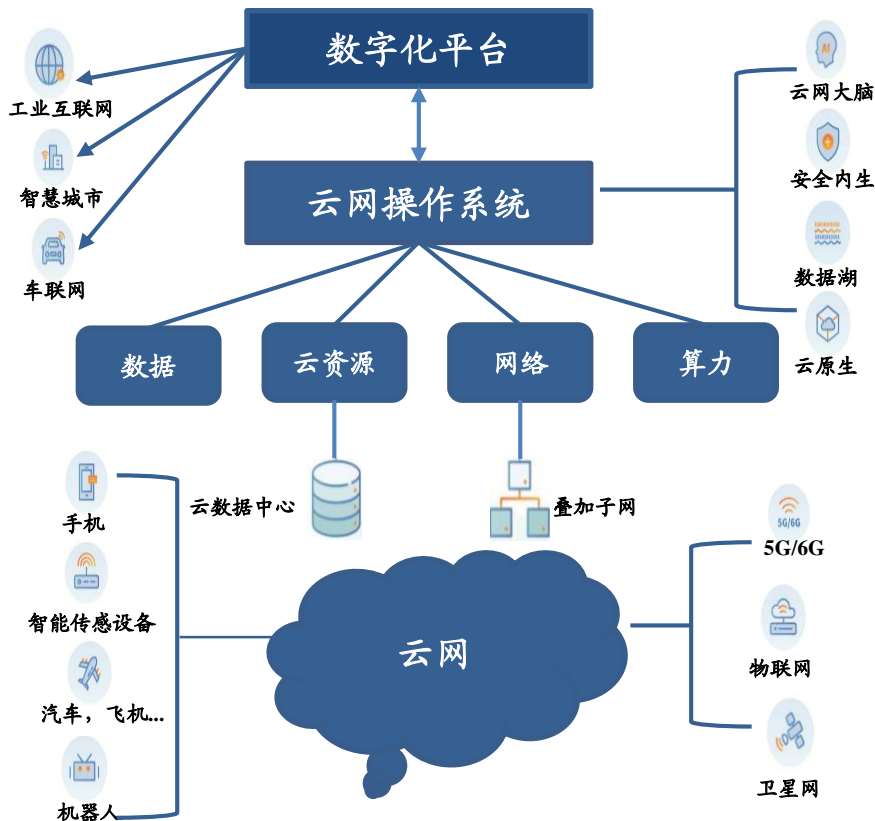 数字化平台
工业互联网
智慧城市
车联网
云网大脑
安全内生
数据湖
云原生
云网操作系统
数据
云资源
网络
算力
云数据中心
叠加子网
手机
智能传感设备
汽车，飞机...
机器人
云网
5G/6G
5G/6G
物联网
卫星网
AI